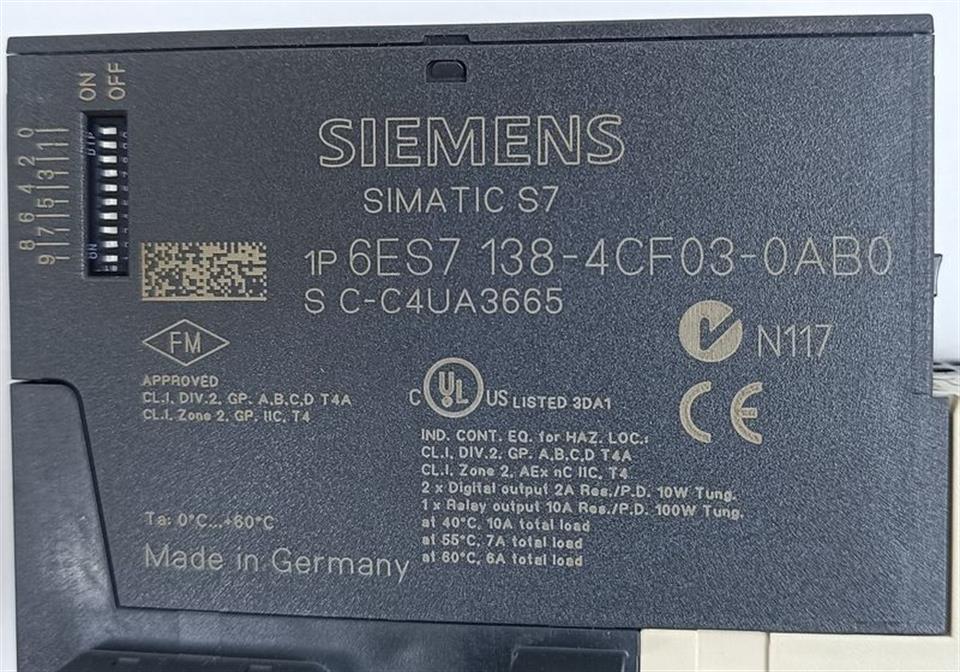 ON
OFF
9 8 7 6 5 4 3 2 1 0
SIEMENS
SIMATIC S7
1P 6ES7 138-4CF03-0AB0
S C-C4UA3665
FM
APPROVED
CL.I, DIV.2, GP. A,B,C,D T4A
CL.I, Zone 2, GP. IIC, T4
N117
C UL US LISTED 3DA1
CE
IND. CONT. EQ. for HAZ. LOC.:
CL.I, DIV.2, GP. A,B,C,D T4A
CL.I, Zone 2, AEx nC IIC, T4
2 x Digital output 2A Res./P.D. 10W Tung.
1 x Relay output 10A Res./P.D. 100W Tung.
at 40°C, 10A total load
at 55°C, 7A total load
at 60°C, 6A total load
Ta: 0°C...+60°C
Made in Germany